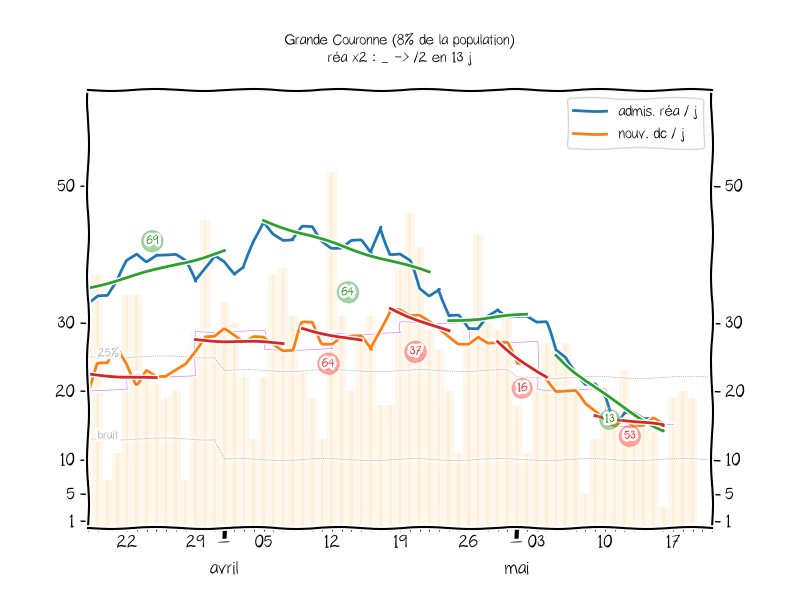 Grande Couronne (8% de la population)
réa x2 : _ -> /2 en 13 j
admis. réa / j
nouv. dc / j
50
50
69
64
30
30
25%
64
37
16
20
20
13
53
bruit
10
10
5
5
1
1
22 29 05 12 19 26 03 10 17
avril mai